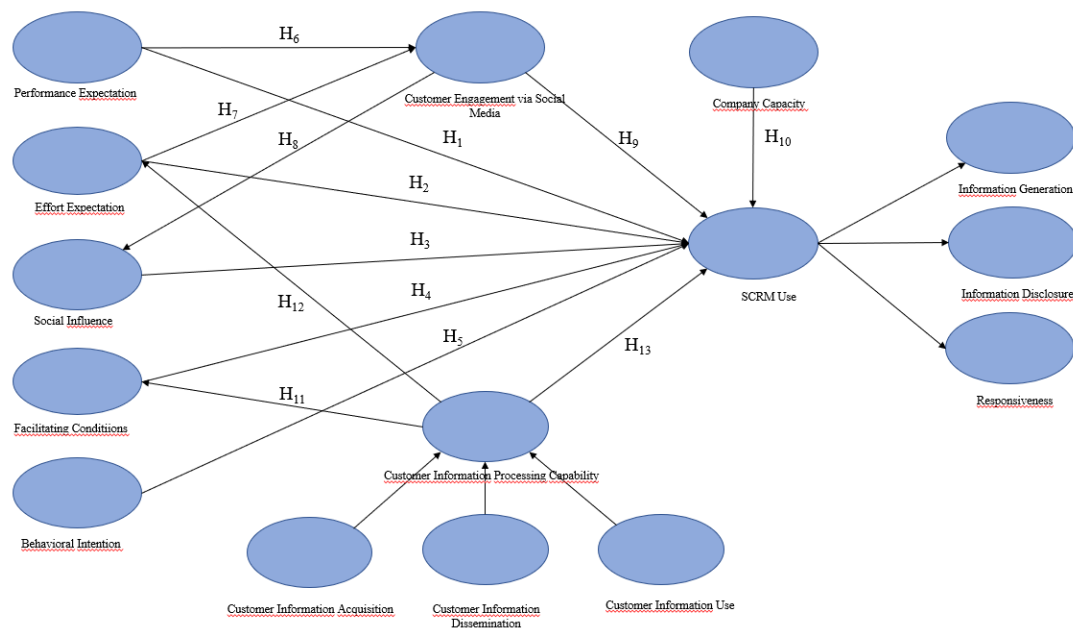 H6
Performance Expectation
Customer Engagement via Social
Media
Company Capacity
H7
H8
H1
H9
H10
Effort Expectation
H2
Information Generation
Social Influence
H3
SCRM Use
Information Disclosure
H12
H4
H5
H13
Responsiveness
Facilitating Conditiions
H11
Customer Information Processing Capability
Behavioral Intention
Customer Information Acquisition
Customer Information
Dissemination
Customer Information Use